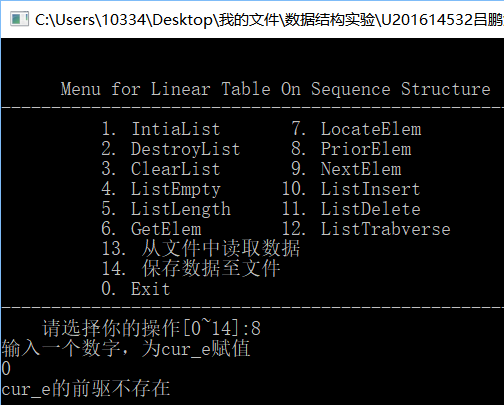 C:\Users\10334\Desktop\我的文件\数据结构实验\U201614532吕鹏
Menu for Linear Table On Sequence Structure
1. IntiaList 7. LocateElem
2. DestroyList 8. PriorElem
3. ClearList 9. NextElem
4. ListEmpty 10. ListInsert
5. ListLength 11. ListDelete
6. GetElem 12. ListTrabverse
13. 从文件中读取数据
14. 保存数据至文件
0. Exit
请选择你的操作[0~14]:8
输入一个数字，为cur_e赋值
0
cur_e的前驱不存在